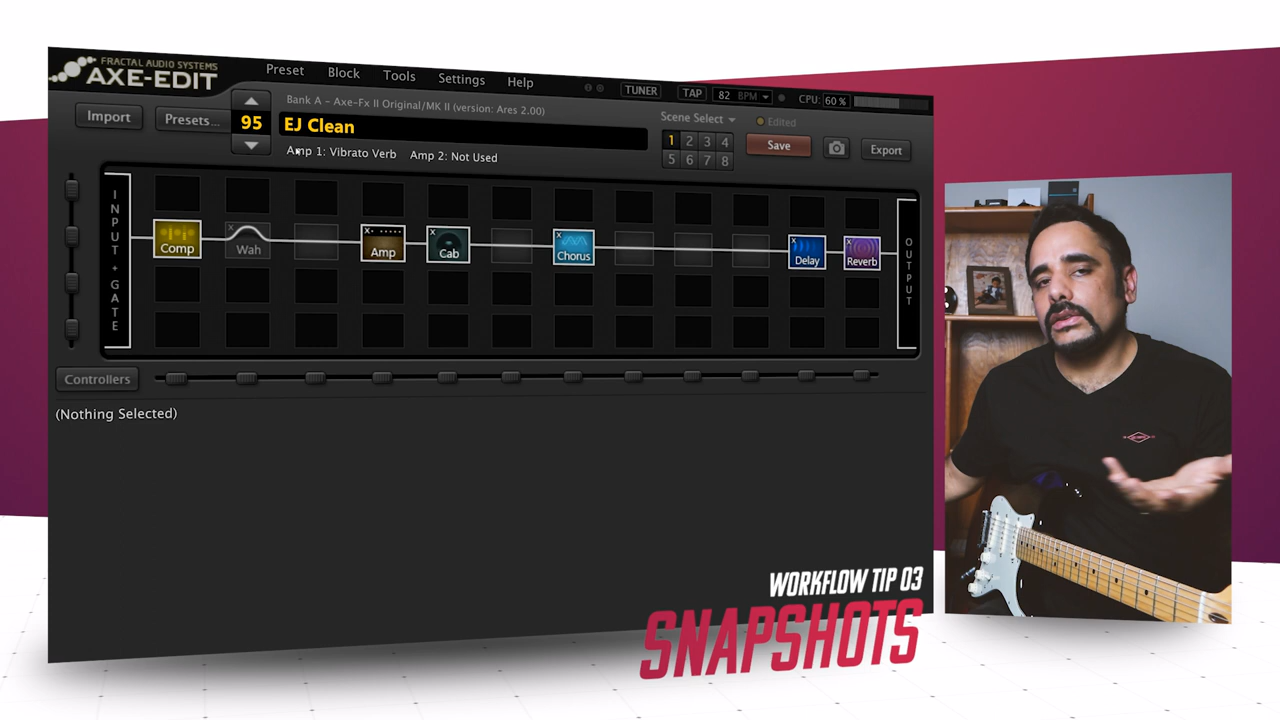 FRACTAL AUDIO SYSTEMS
AXE-EDIT
Preset Block Tools Settings Help
TUNER TAP 82 BPM CPU: 60 %
Import Presets... 95
Bank A - Axe-Fx II Original/MK II (version: Ares 2.00)
EJ Clean
Amp 1: Vibrato Verb Amp 2: Not Used
Scene Select Edited
1 2 3 4
5 6 7 8
Save Export
INPUT + GATE
Comp
X Wah
X Amp
X Cab
X Chorus
X Delay
X Reverb
OUTPUT
Controllers
(Nothing Selected)
WORKFLOW TIP 03
SNAPSHOTS